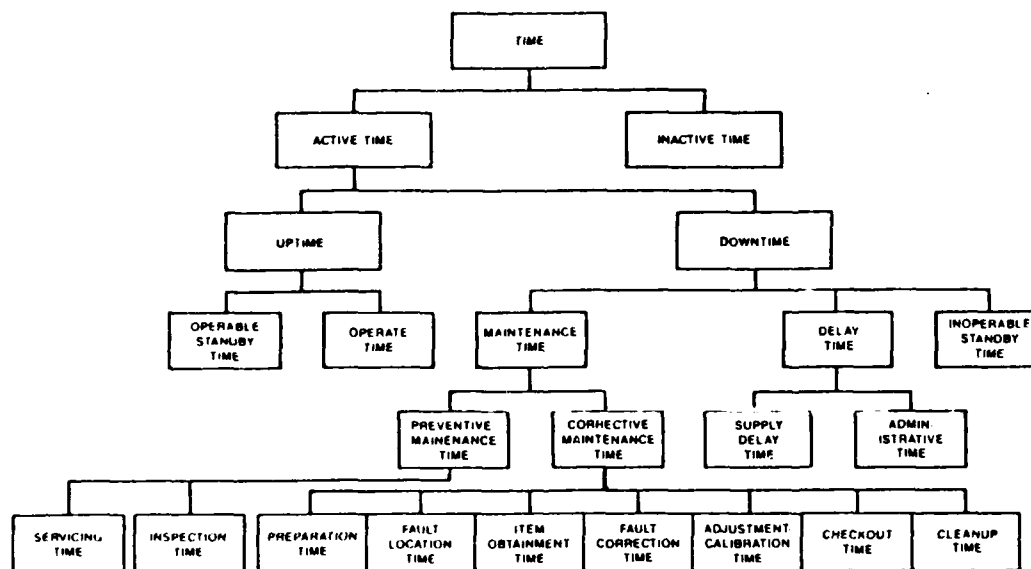 TIME
ACTIVE TIME
INACTIVE TIME
UPTIME
DOWNTIME
OPERABLE
STANDBY
TIME
OPERATE
TIME
MAINTENANCE
TIME
DELAY
TIME
INOPERABLE
STANDBY
TIME
PREVENTIVE
MAINENANCE
TIME
CORRECTIVE
MAINTENANCE
TIME
SUPPLY
DELAY
TIME
ADMIN
ISTRATIVE
TIME
SERVICING
TIME
INSPECTION
TIME
PREPARATION
TIME
FAULT
LOCATION
TIME
ITEM
OBTAINMENT
TIME
FAULT
CORRECTION
TIME
ADJUSTMENT-
CALIBRATION
TIME
CHECKOUT
TIME
CLEANUP
TIME